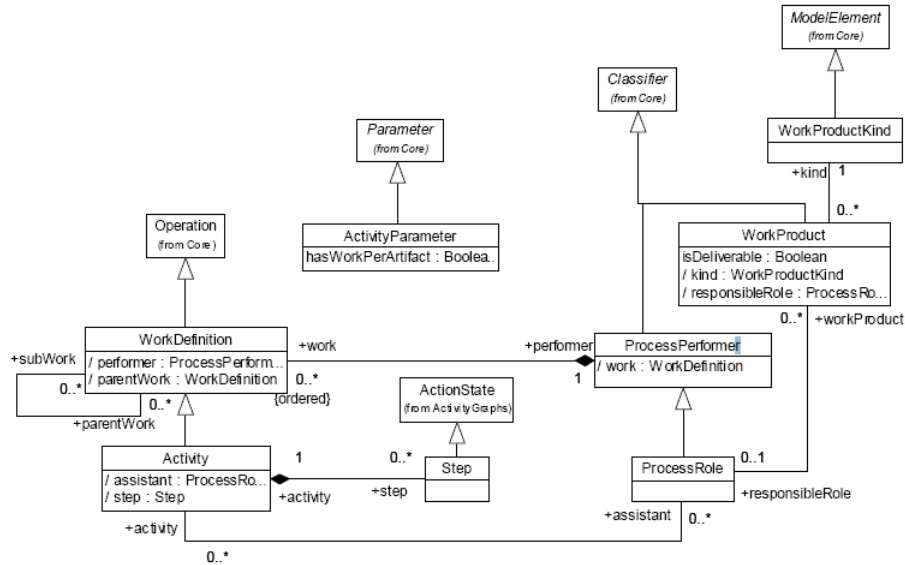 ModelElement
(from Core)
Classifier
(from Core)
WorkProductKind
+kind
1
0..*
Parameter
(from Core)
Operation
(from Core)
ActivityParameter
hasWorkPerArtifact : Boolea..
WorkProduct
isDeliverable : Boolean
/ kind : WorkProductKind
/ responsibleRole : ProcessRo...
0..*
+workProduct
WorkDefinition
/ performer : ProcessPerform...
/ parentWork : WorkDefinition
+subWork
0..*
0..*
+parentWork
+work
0..*
{ordered}
+performer
1
ProcessPerformer
/ work : WorkDefinition
ActionState
(from ActivityGraphs)
Activity
/ assistant : ProcessRo...
/ step : Step
1
+activity
0..*
+step
Step
ProcessRole
0..1
+responsibleRole
+assistant
0..*
+activity
0..*